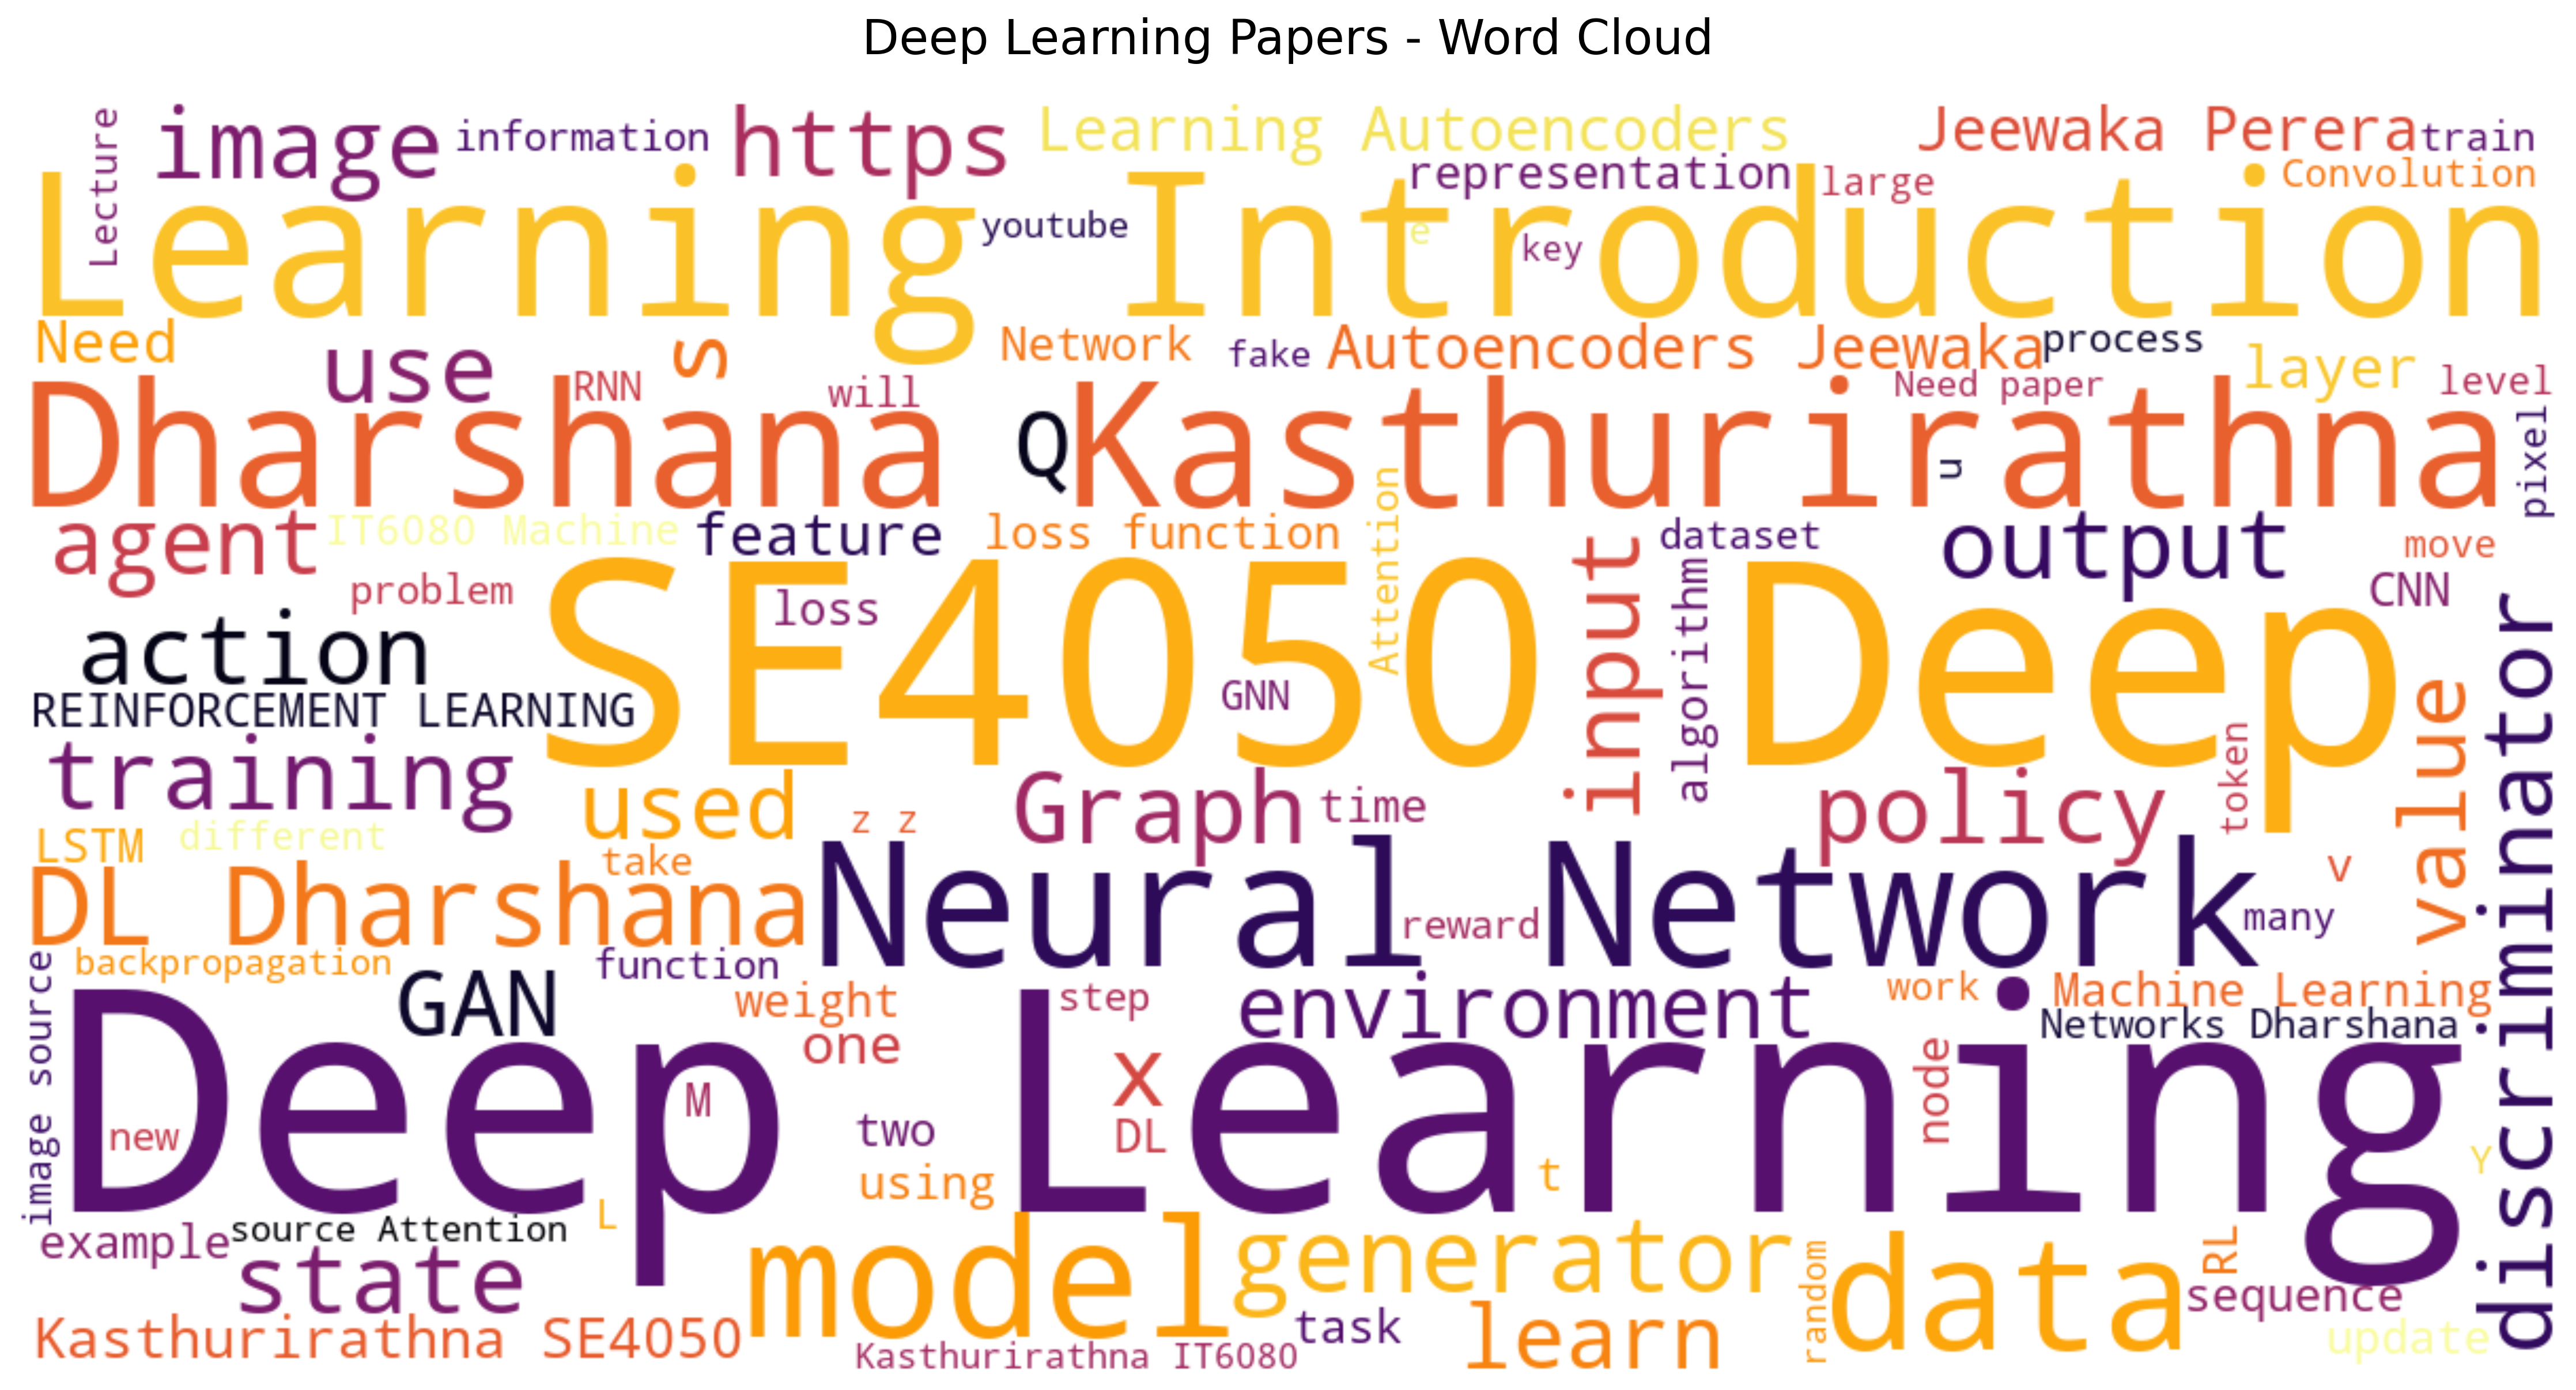 Deep Learning Papers - Word Cloud
Lecture
image
information
https
Learning Autoencoders
Jeewaka Perera
train
representation
large
Convolution
Learning Introduction
youtube
e
key
Need
use
s
Network
fake
Autoencoders Jeewaka
process
layer
level
RNN
will
Need paper
Dharshana Kasthurirathna
Q
u
pixel
agent
IT6080 Machine
feature
loss function
Attention
dataset
output
move
problem
SE4050 Deep
loss
input
algorithm
CNN
action
GNN
REINFORCEMENT LEARNING
training
used
z z
Graph
time
policy
token
value
discriminator
LSTM
different
take
DL Dharshana
Neural Network
reward
v
many
backpropagation
function
GAN
weight
step
environment
work
Machine Learning
Networks Dharshana
image source
Deep Learning
one
x
node
M
new
two
DL
using
t
Y
L
example
source Attention
state
model
generator
random
data
RL
sequence
Kasthurirathna SE4050
Kasthurirathna IT6080
task
learn
update